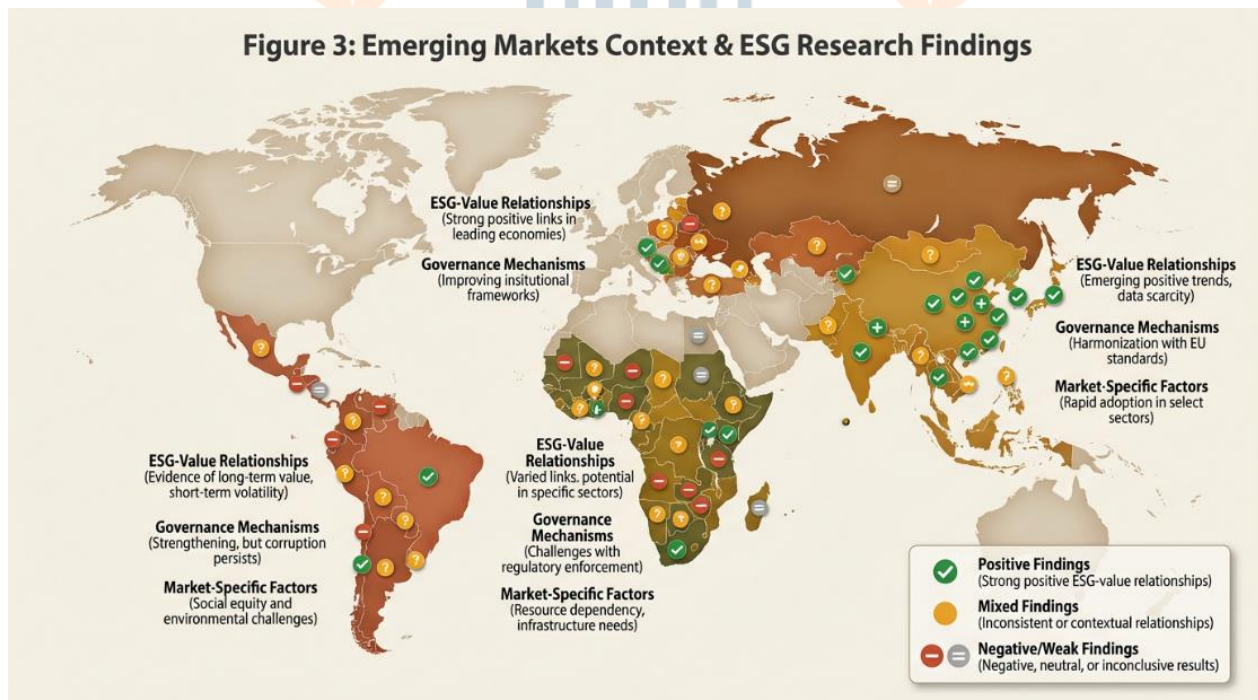 Figure 3: Emerging Markets Context & ESG Research Findings
ESG-Value Relationships
(Strong positive links in
leading economies)
Governance Mechanisms
(Improving insitutional
frameworks)
ESG-Value Relationships
(Emerging positive trends,
data scarcity)
Governance Mechanisms
(Harmonization with EU
standards)
Market-Specific Factors
(Rapid adoption in select
sectors)
ESG-Value Relationships
(Evidence of long-term value,
short-term volatility)
Governance Mechanisms
(Strengthening, but corruption
persists)
Market-Specific Factors
(Social equity and
environmental challenges)
ESG-Value
Relationships
(Varied links. potential
in specific sectors)
Governance
Mechanisms
(Challenges with
regulatory enforcement)
Market-Specific Factors
(Resource dependency,
infrastructure needs)
Positive Findings
(Strong positive ESG-value relationships)
Mixed Findings
(Inconsistent or contextual relationships)
Negative/Weak Findings
(Negative, neutral, or inconclusive results)